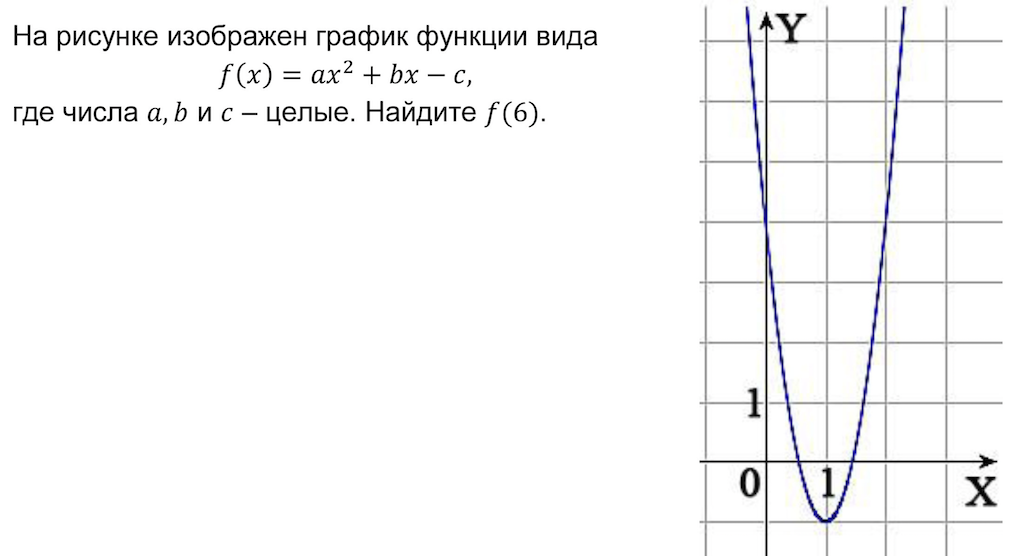 На рисунке изображен график функции вида
f(x) = ax² + bx − c,
где числа a, b и c − целые. Найдите f(6).
Y
1
0 1
X